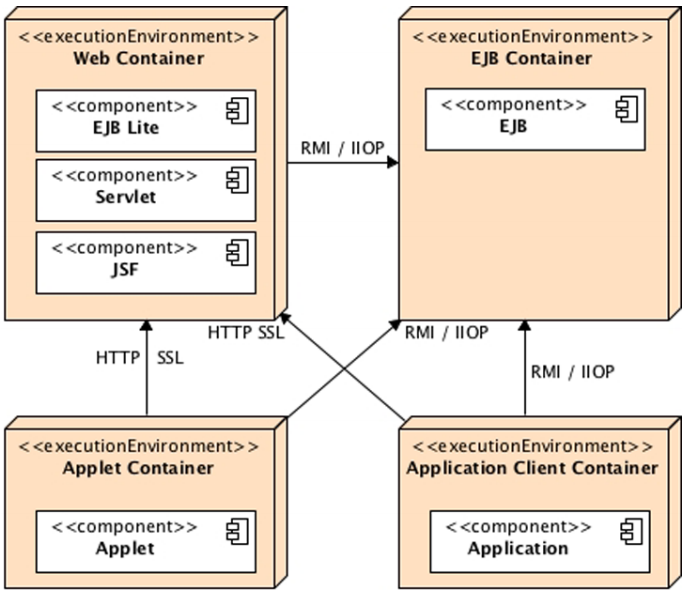 <<executionEnvironment>>
Web Container
<<component>>
EJB Lite
<<component>>
Servlet
<<component>>
JSF
RMI / IIOP
<<executionEnvironment>>
EJB Container
<<component>>
EJB
HTTP SSL
RMI / IIOP
HTTP SSL
RMI / IIOP
<<executionEnvironment>>
Applet Container
<<component>>
Applet
<<executionEnvironment>>
Application Client Container
<<component>>
Application